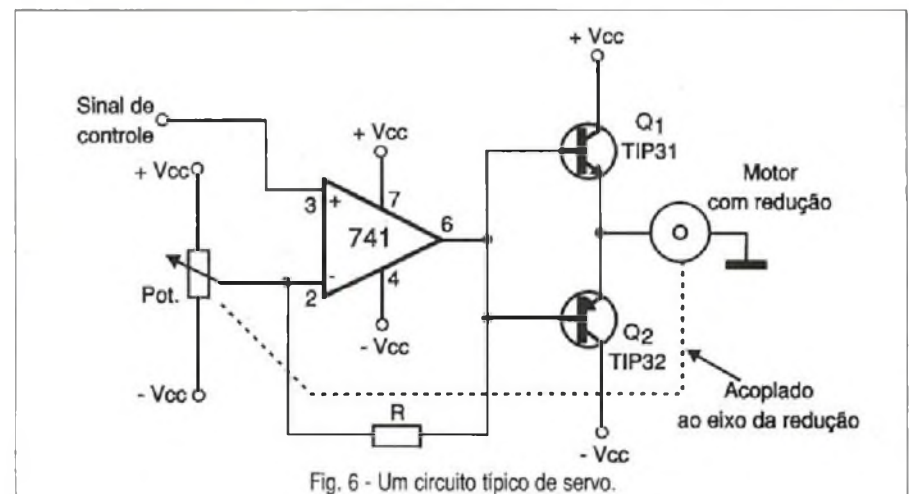 + Vcc
Sinal de
controle
+ Vcc
Q1
TIP31
+ Vcc
Motor
com redução
3
+
7
6
741
-
2
4
Pot.
- Vcc
Q2
TIP32
- Vcc
R
Acoplado
ao eixo da redução
- Vcc
Fig. 6 - Um circuito típico de servo.